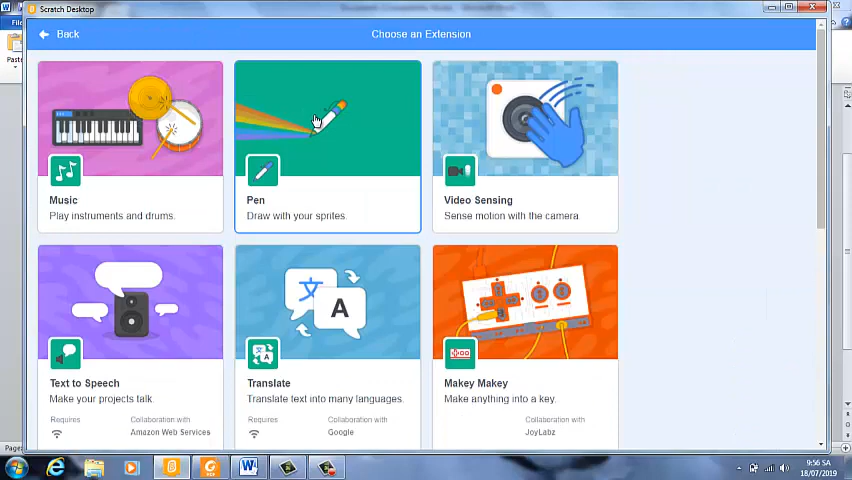 Scratch Desktop
File
Back
Choose an Extension
Paste
Music
Play instruments and drums.
Pen
Draw with your sprites.
Video Sensing
Sense motion with the camera
文
A
Text to Speech
Make your projects talk.
Requires
Collaboration with
Amazon Web Services
Translate
Translate text into many languages.
Requires
Collaboration with
Google
Makey Makey
Make anything into a key.
Collaboration with
JoyLabz
9:56 SA
18/07/2019